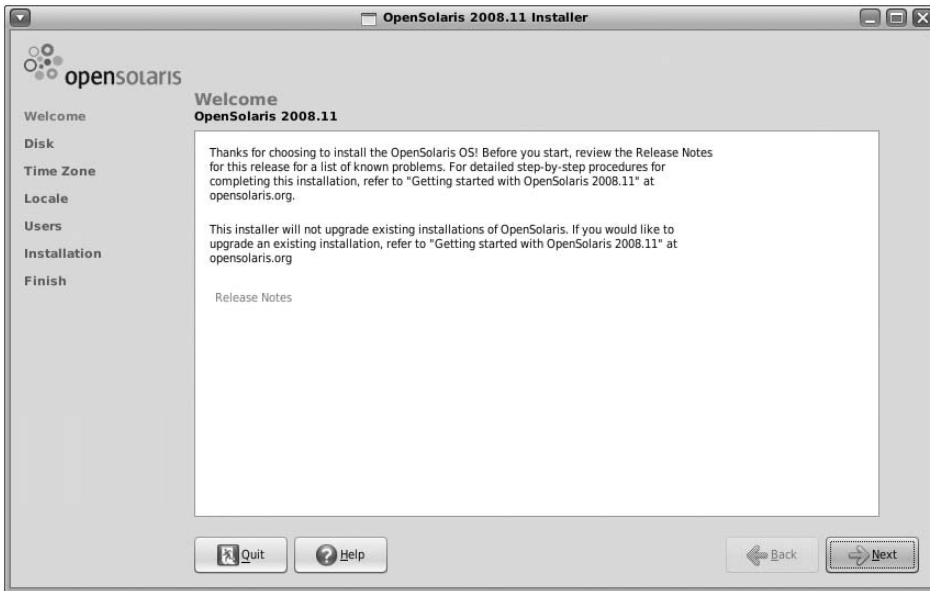 OpenSolaris 2008.11 Installer
opensolaris
Welcome
Disk
Time Zone
Locale
Users
Installation
Finish
Welcome
OpenSolaris 2008.11
Thanks for choosing to install the OpenSolaris OS! Before you start, review the Release Notes
for this release for a list of known problems. For detailed step-by-step procedures for
completing this installation, refer to "Getting started with OpenSolaris 2008.11" at
opensolaris.org.
This installer will not upgrade existing installations of OpenSolaris. If you would like to
upgrade an existing installation, refer to "Getting started with OpenSolaris 2008.11" at
opensolaris.org
Release Notes
Quit
Help
Back
Next